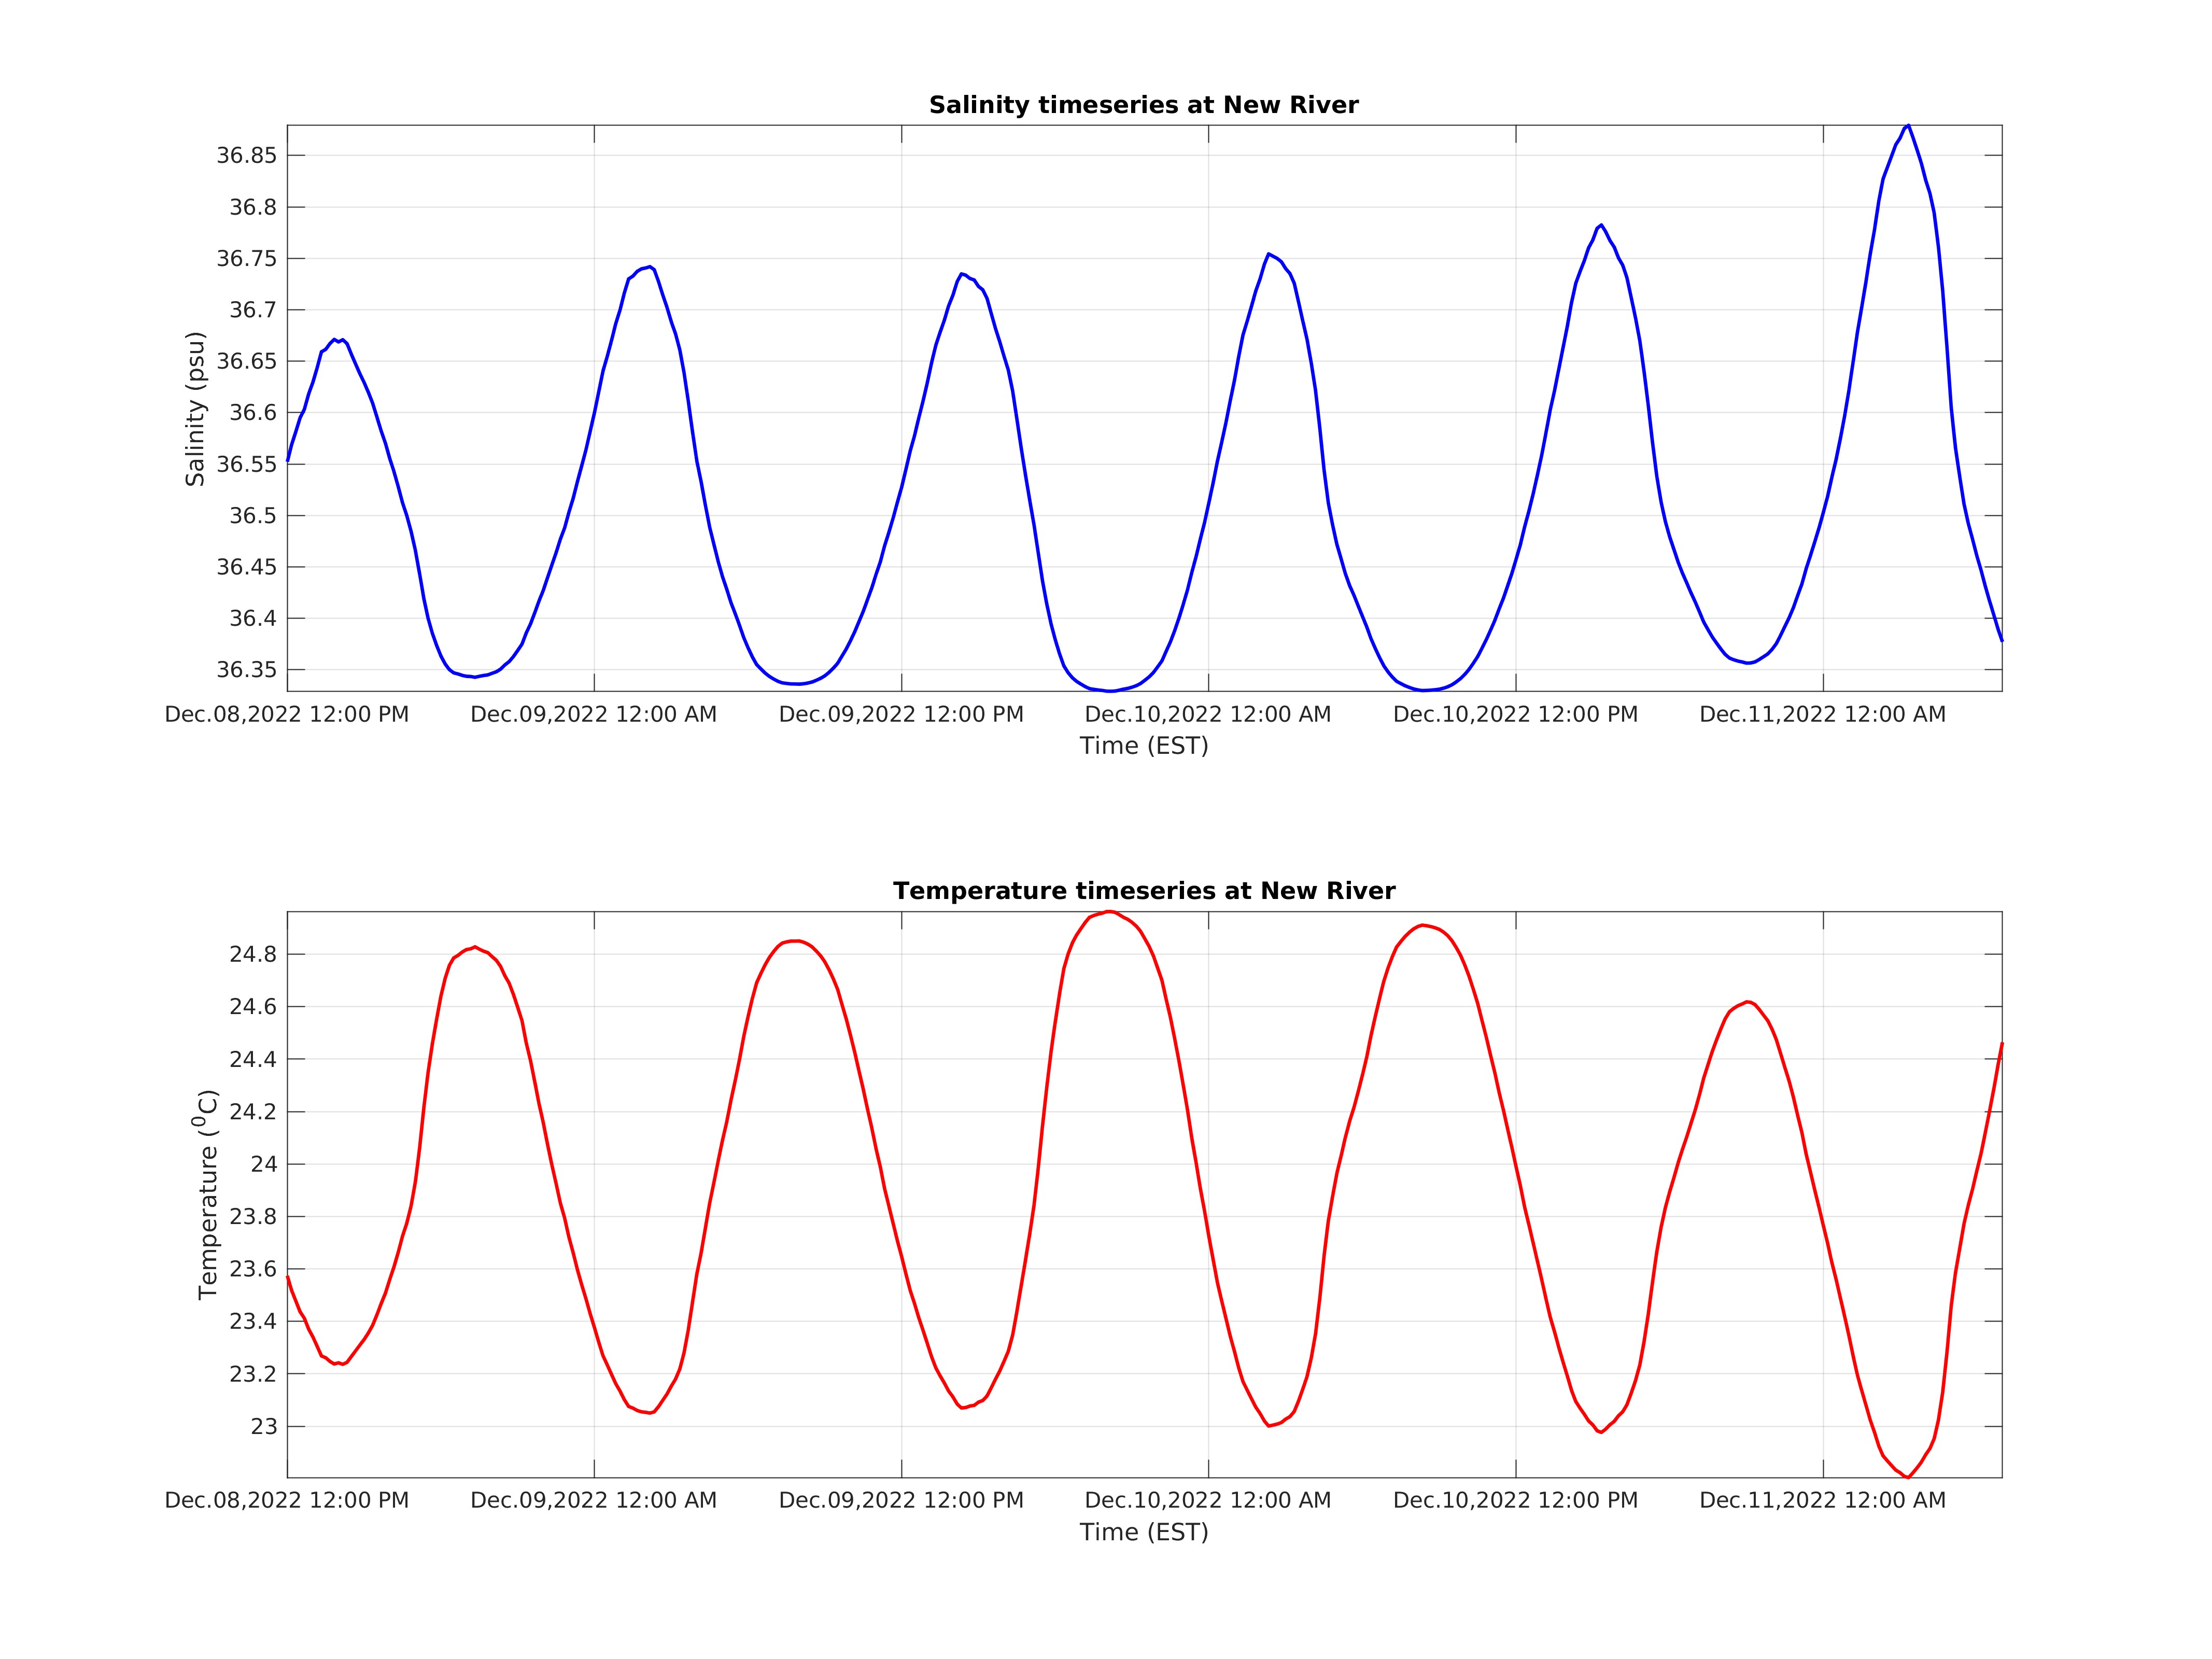 Salinity timeseries at New River
Salinity (psu)
36.85
36.8
36.75
36.7
36.65
36.6
36.55
36.5
36.45
36.4
36.35
Dec.08,2022 12:00 PM Dec.09,2022 12:00 AM Dec.09,2022 12:00 PM Dec.10,2022 12:00 AM Dec.10,2022 12:00 PM Dec.11,2022 12:00 AM
Time (EST)
Temperature timeseries at New River
Temperature (⁰C)
24.8
24.6
24.4
24.2
24
23.8
23.6
23.4
23.2
23
Dec.08,2022 12:00 PM Dec.09,2022 12:00 AM Dec.09,2022 12:00 PM Dec.10,2022 12:00 AM Dec.10,2022 12:00 PM Dec.11,2022 12:00 AM
Time (EST)